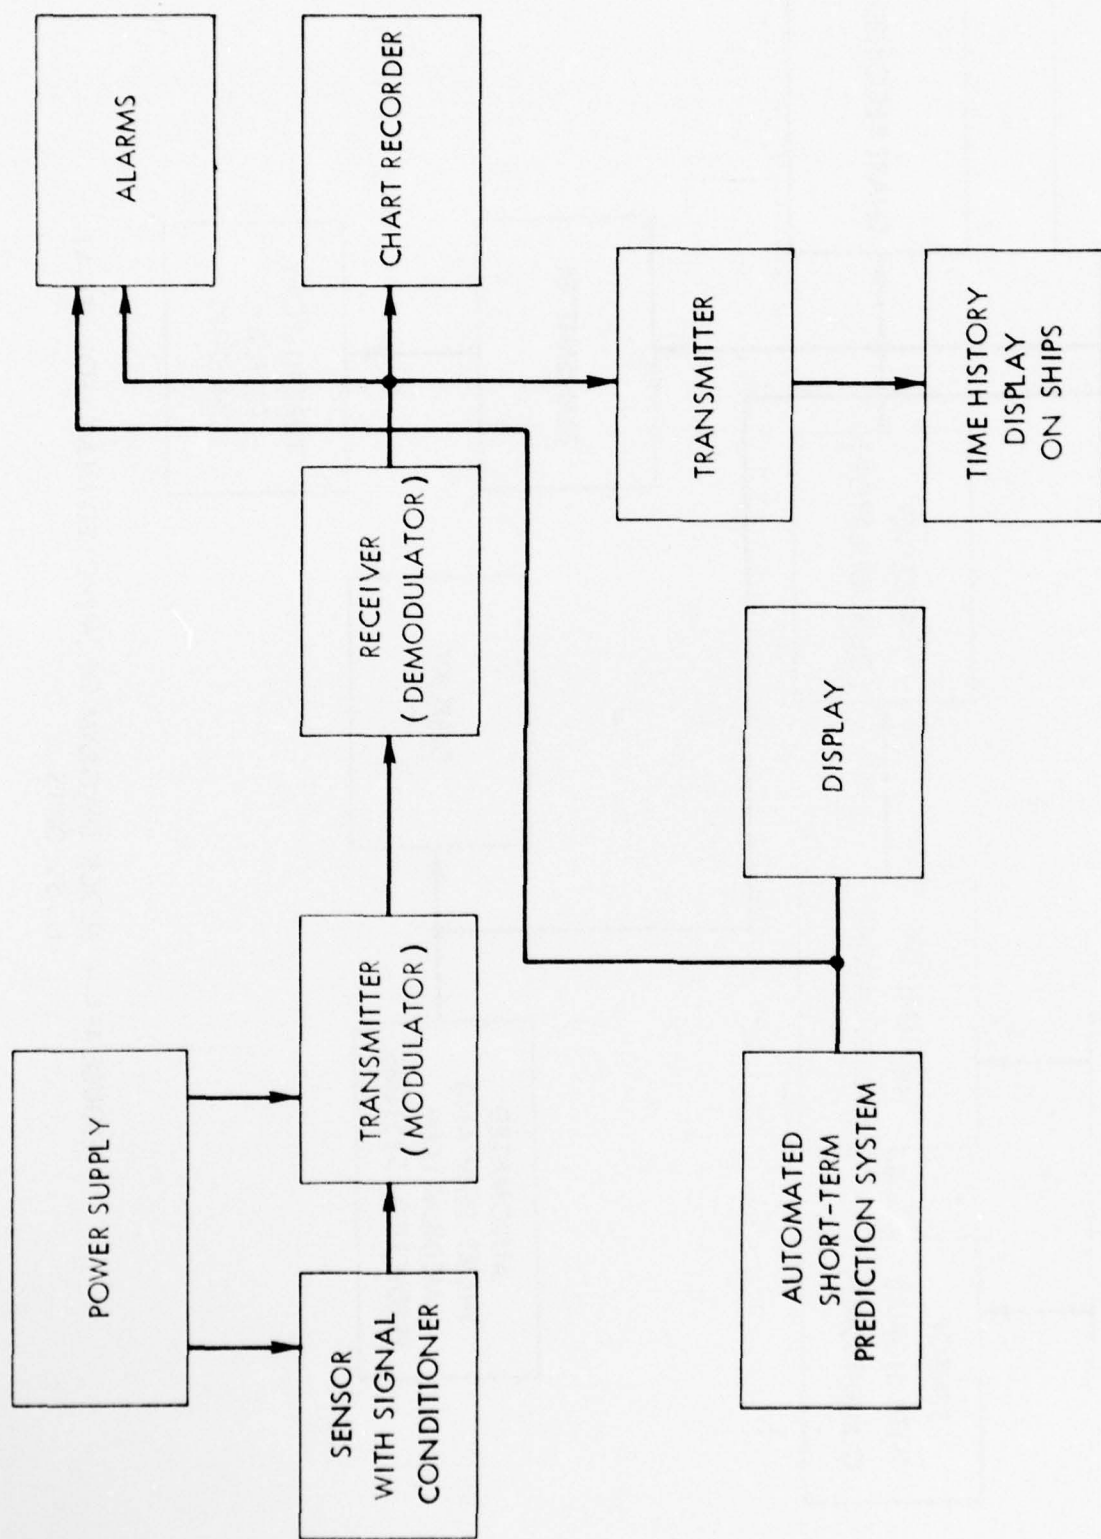 POWER SUPPLY
SENSOR
WITH SIGNAL
CONDITIONER
TRANSMITTER
(MODULATOR)
RECEIVER
(DEMODULATOR)
ALARMS
CHART RECORDER
TRANSMITTER
TIME HISTORY
DISPLAY
ON SHIPS
AUTOMATED
SHORT-TERM
PREDICTION SYSTEM
DISPLAY